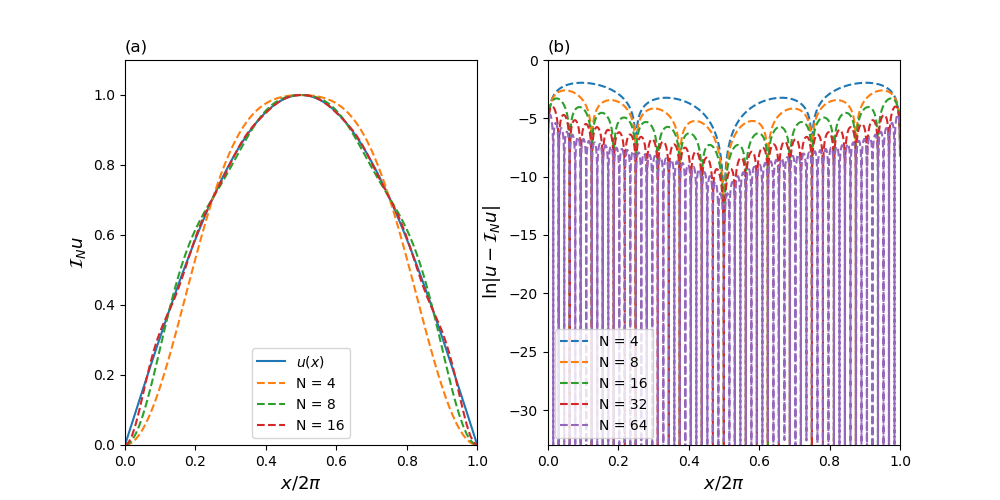 (a)
1.0
0.8
0.6
0.4
0.2
0.0
𝓘_N u
u(x)
N = 4
N = 8
N = 16
0.0 0.2 0.4 0.6 0.8 1.0
x/2π
(b)
0
−5
−10
−15
−20
−25
−30
ln|u − 𝓘_N u|
N = 4
N = 8
N = 16
N = 32
N = 64
0.0 0.2 0.4 0.6 0.8 1.0
x/2π